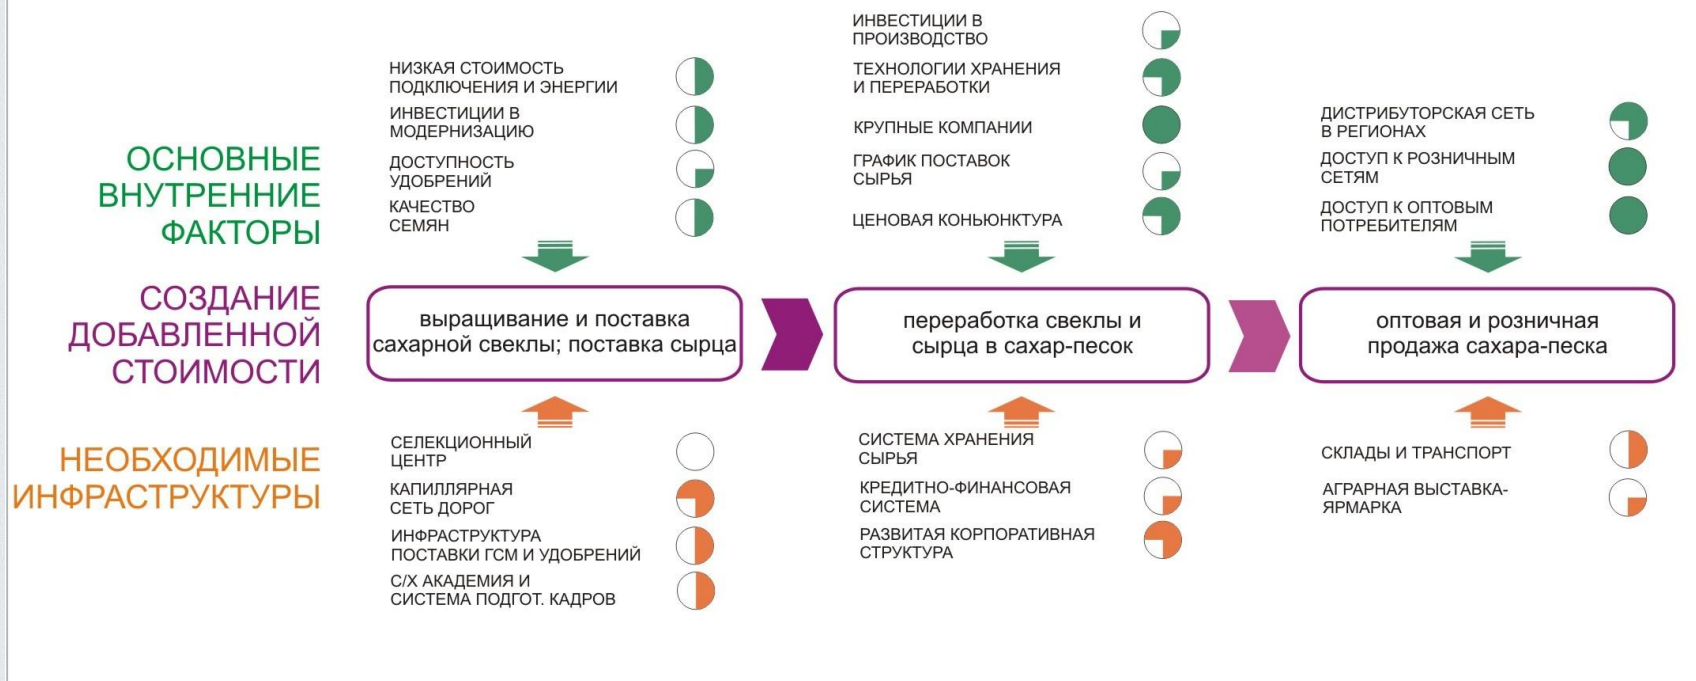 ОСНОВНЫЕ
ВНУТРЕННИЕ
ФАКТОРЫ
НИЗКАЯ СТОИМОСТЬ
ПОДКЛЮЧЕНИЯ И ЭНЕРГИИ
ИНВЕСТИЦИИ В
МОДЕРНИЗАЦИЮ
ДОСТУПНОСТЬ
УДОБРЕНИЙ
КАЧЕСТВО
СЕМЯН
ИНВЕСТИЦИИ В
ПРОИЗВОДСТВО
ТЕХНОЛОГИИ ХРАНЕНИЯ
И ПЕРЕРАБОТКИ
КРУПНЫЕ КОМПАНИИ
ГРАФИК ПОСТАВОК
СЫРЬЯ
ЦЕНОВАЯ КОНЬЮНКТУРА
ДИСТРИБУТОРСКАЯ СЕТЬ
В РЕГИОНАХ
ДОСТУП К РОЗНИЧНЫМ
СЕТЯМ
ДОСТУП К ОПТОВЫМ
ПОТРЕБИТЕЛЯМ
СОЗДАНИЕ
ДОБАВЛЕННОЙ
СТОИМОСТИ
выращивание и поставка
сахарной свеклы; поставка сырца
переработка свеклы и
сырца в сахар-песок
оптовая и розничная
продажа сахара-песка
НЕОБХОДИМЫЕ
ИНФРАСТРУКТУРЫ
СЕЛЕКЦИОННЫЙ
ЦЕНТР
КАПИЛЛЯРНАЯ
СЕТЬ ДОРОГ
ИНФРАСТРУКТУРА
ПОСТАВКИ ГСМ И УДОБРЕНИЙ
С/Х АКАДЕМИЯ И
СИСТЕМА ПОДГОТ. КАДРОВ
СИСТЕМА ХРАНЕНИЯ
СЫРЬЯ
КРЕДИТНО-ФИНАНСОВАЯ
СИСТЕМА
РАЗВИТАЯ КОРПОРАТИВНАЯ
СТРУКТУРА
СКЛАДЫ И ТРАНСПОРТ
АГРАРНАЯ ВЫСТАВКА-
ЯРМАРКА